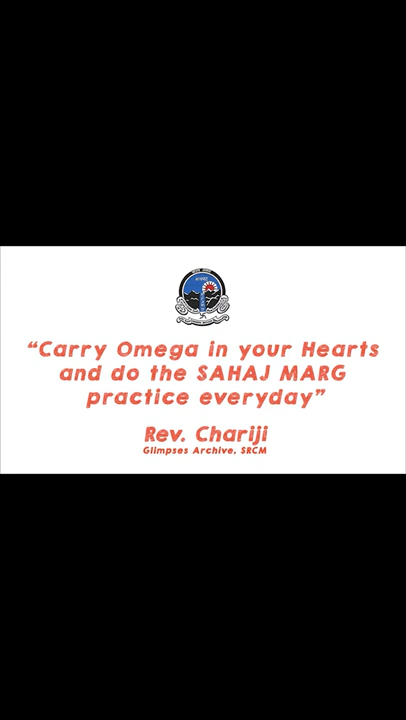 “Carry Omega in your Hearts
and do the SAHAJ MARG
practice everyday”
Rev. Chariji
Glimpses Archive, SRCM